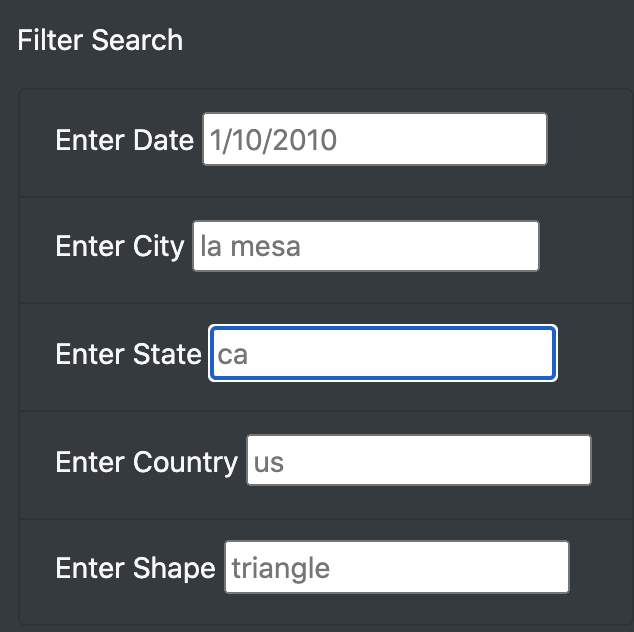 Filter Search
Enter Date 1/10/2010
Enter City la mesa
Enter State ca
Enter Country us
Enter Shape triangle